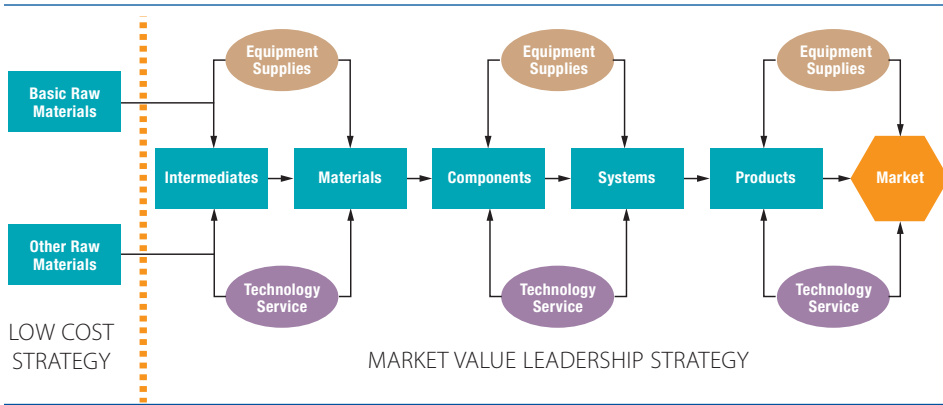 Equipment
Supplies
Equipment
Supplies
Equipment
Supplies
Basic Raw
Materials
Intermediates
Materials
Components
Systems
Products
Market
Other Raw
Materials
Technology
Service
Technology
Service
Technology
Service
LOW COST
STRATEGY
MARKET VALUE LEADERSHIP STRATEGY